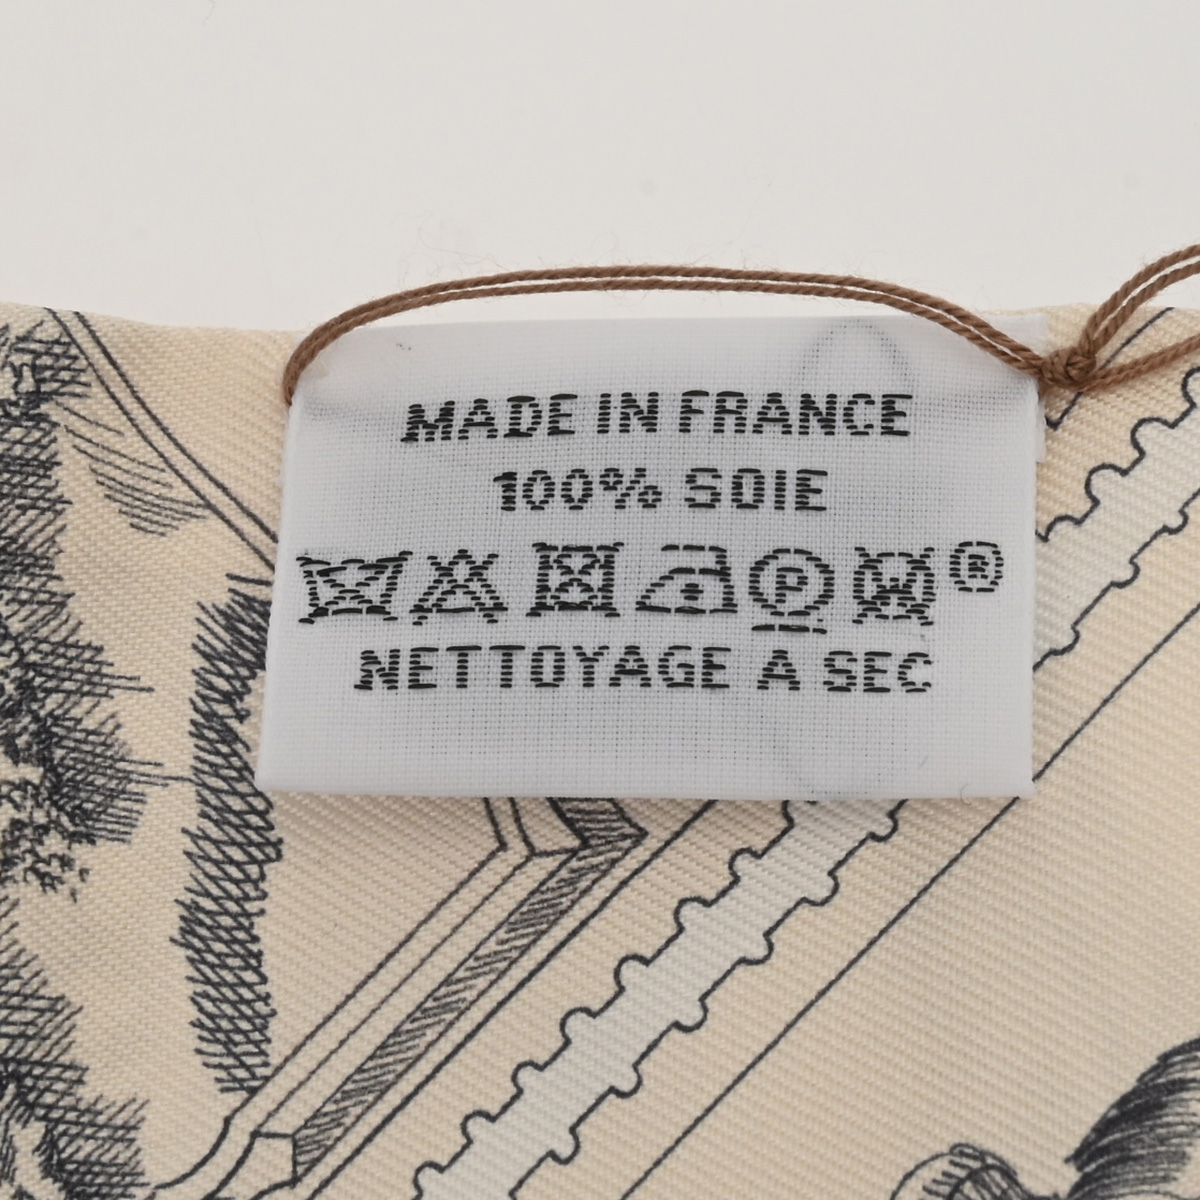 MADE IN FRANCE
100% SOIE
P ®
NETTOYAGE A SEC